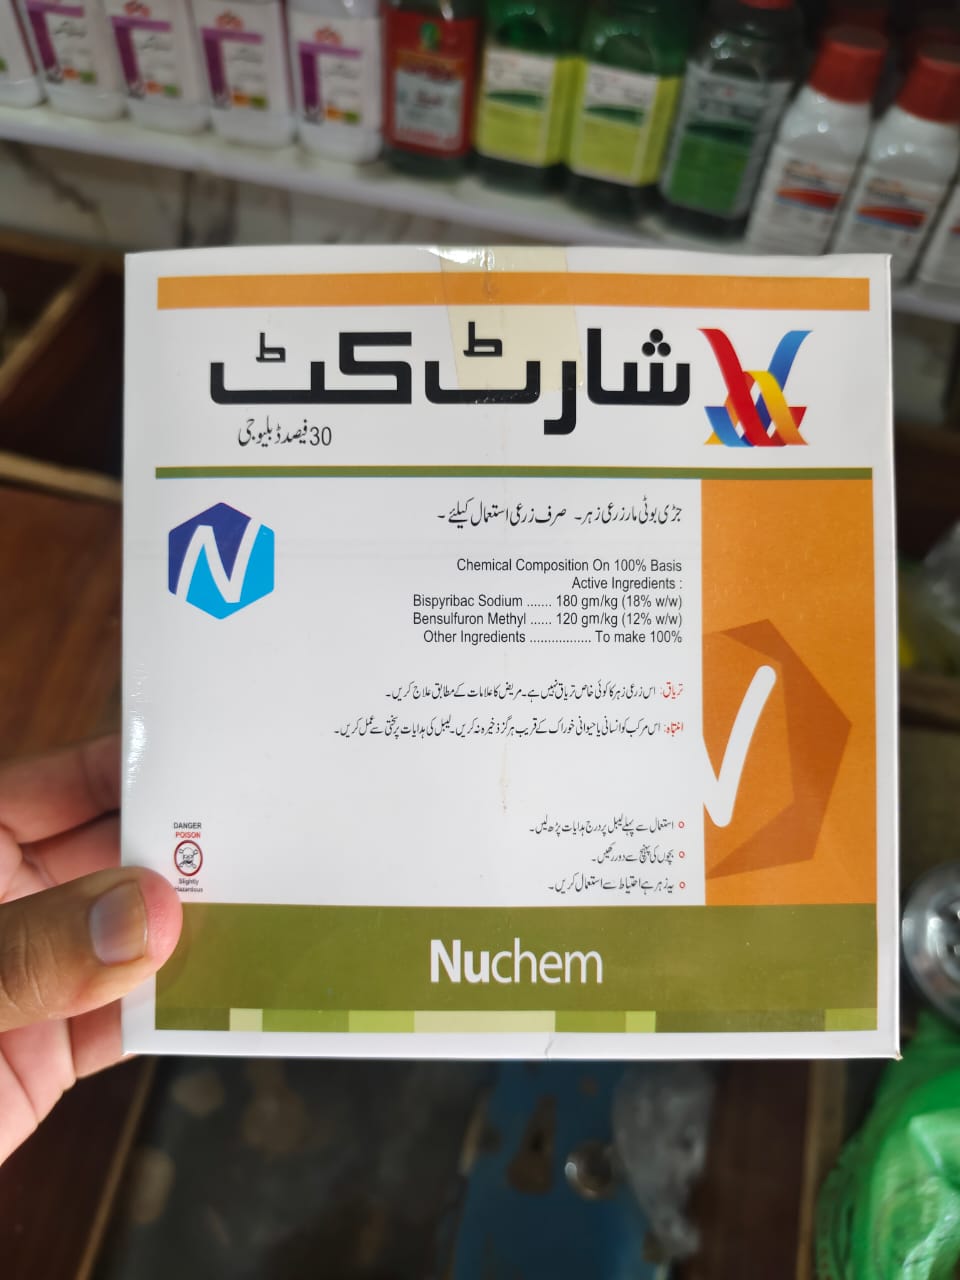 شارٹ کٹ
30 فیصد ڈبلیو جی
جڑی بوٹی مار زرعی زہر۔ صرف زرعی استعمال کیلئے ۔
Chemical Composition On 100% Basis
Active Ingredients :
Bispyribac Sodium ....... 180 gm/kg (18% w/w)
Bensulfuron Methyl ...... 120 gm/kg (12% w/w)
Other Ingredients ................. To make 100%
تریاق: اس زرعی زہر کا کوئی خاص تریاق نہیں ہے۔ مریض کا علامات کے مطابق علاج کریں۔
انتباہ: اس مرکب کو انسانی یا حیوانی خوراک کے قریب ہرگز ذخیرہ نہ کریں۔ لیبل کی ہدایات پر سختی سے عمل کریں۔
استعمال سے پہلے لیبل پر درج ہدایات پڑھ لیں۔
بچوں کی پہنچ سے دور رکھیں۔
یہ زہر ہے احتیاط سے استعمال کریں۔
DANGER
POISON
Slightly
Hazardous
Nuchem